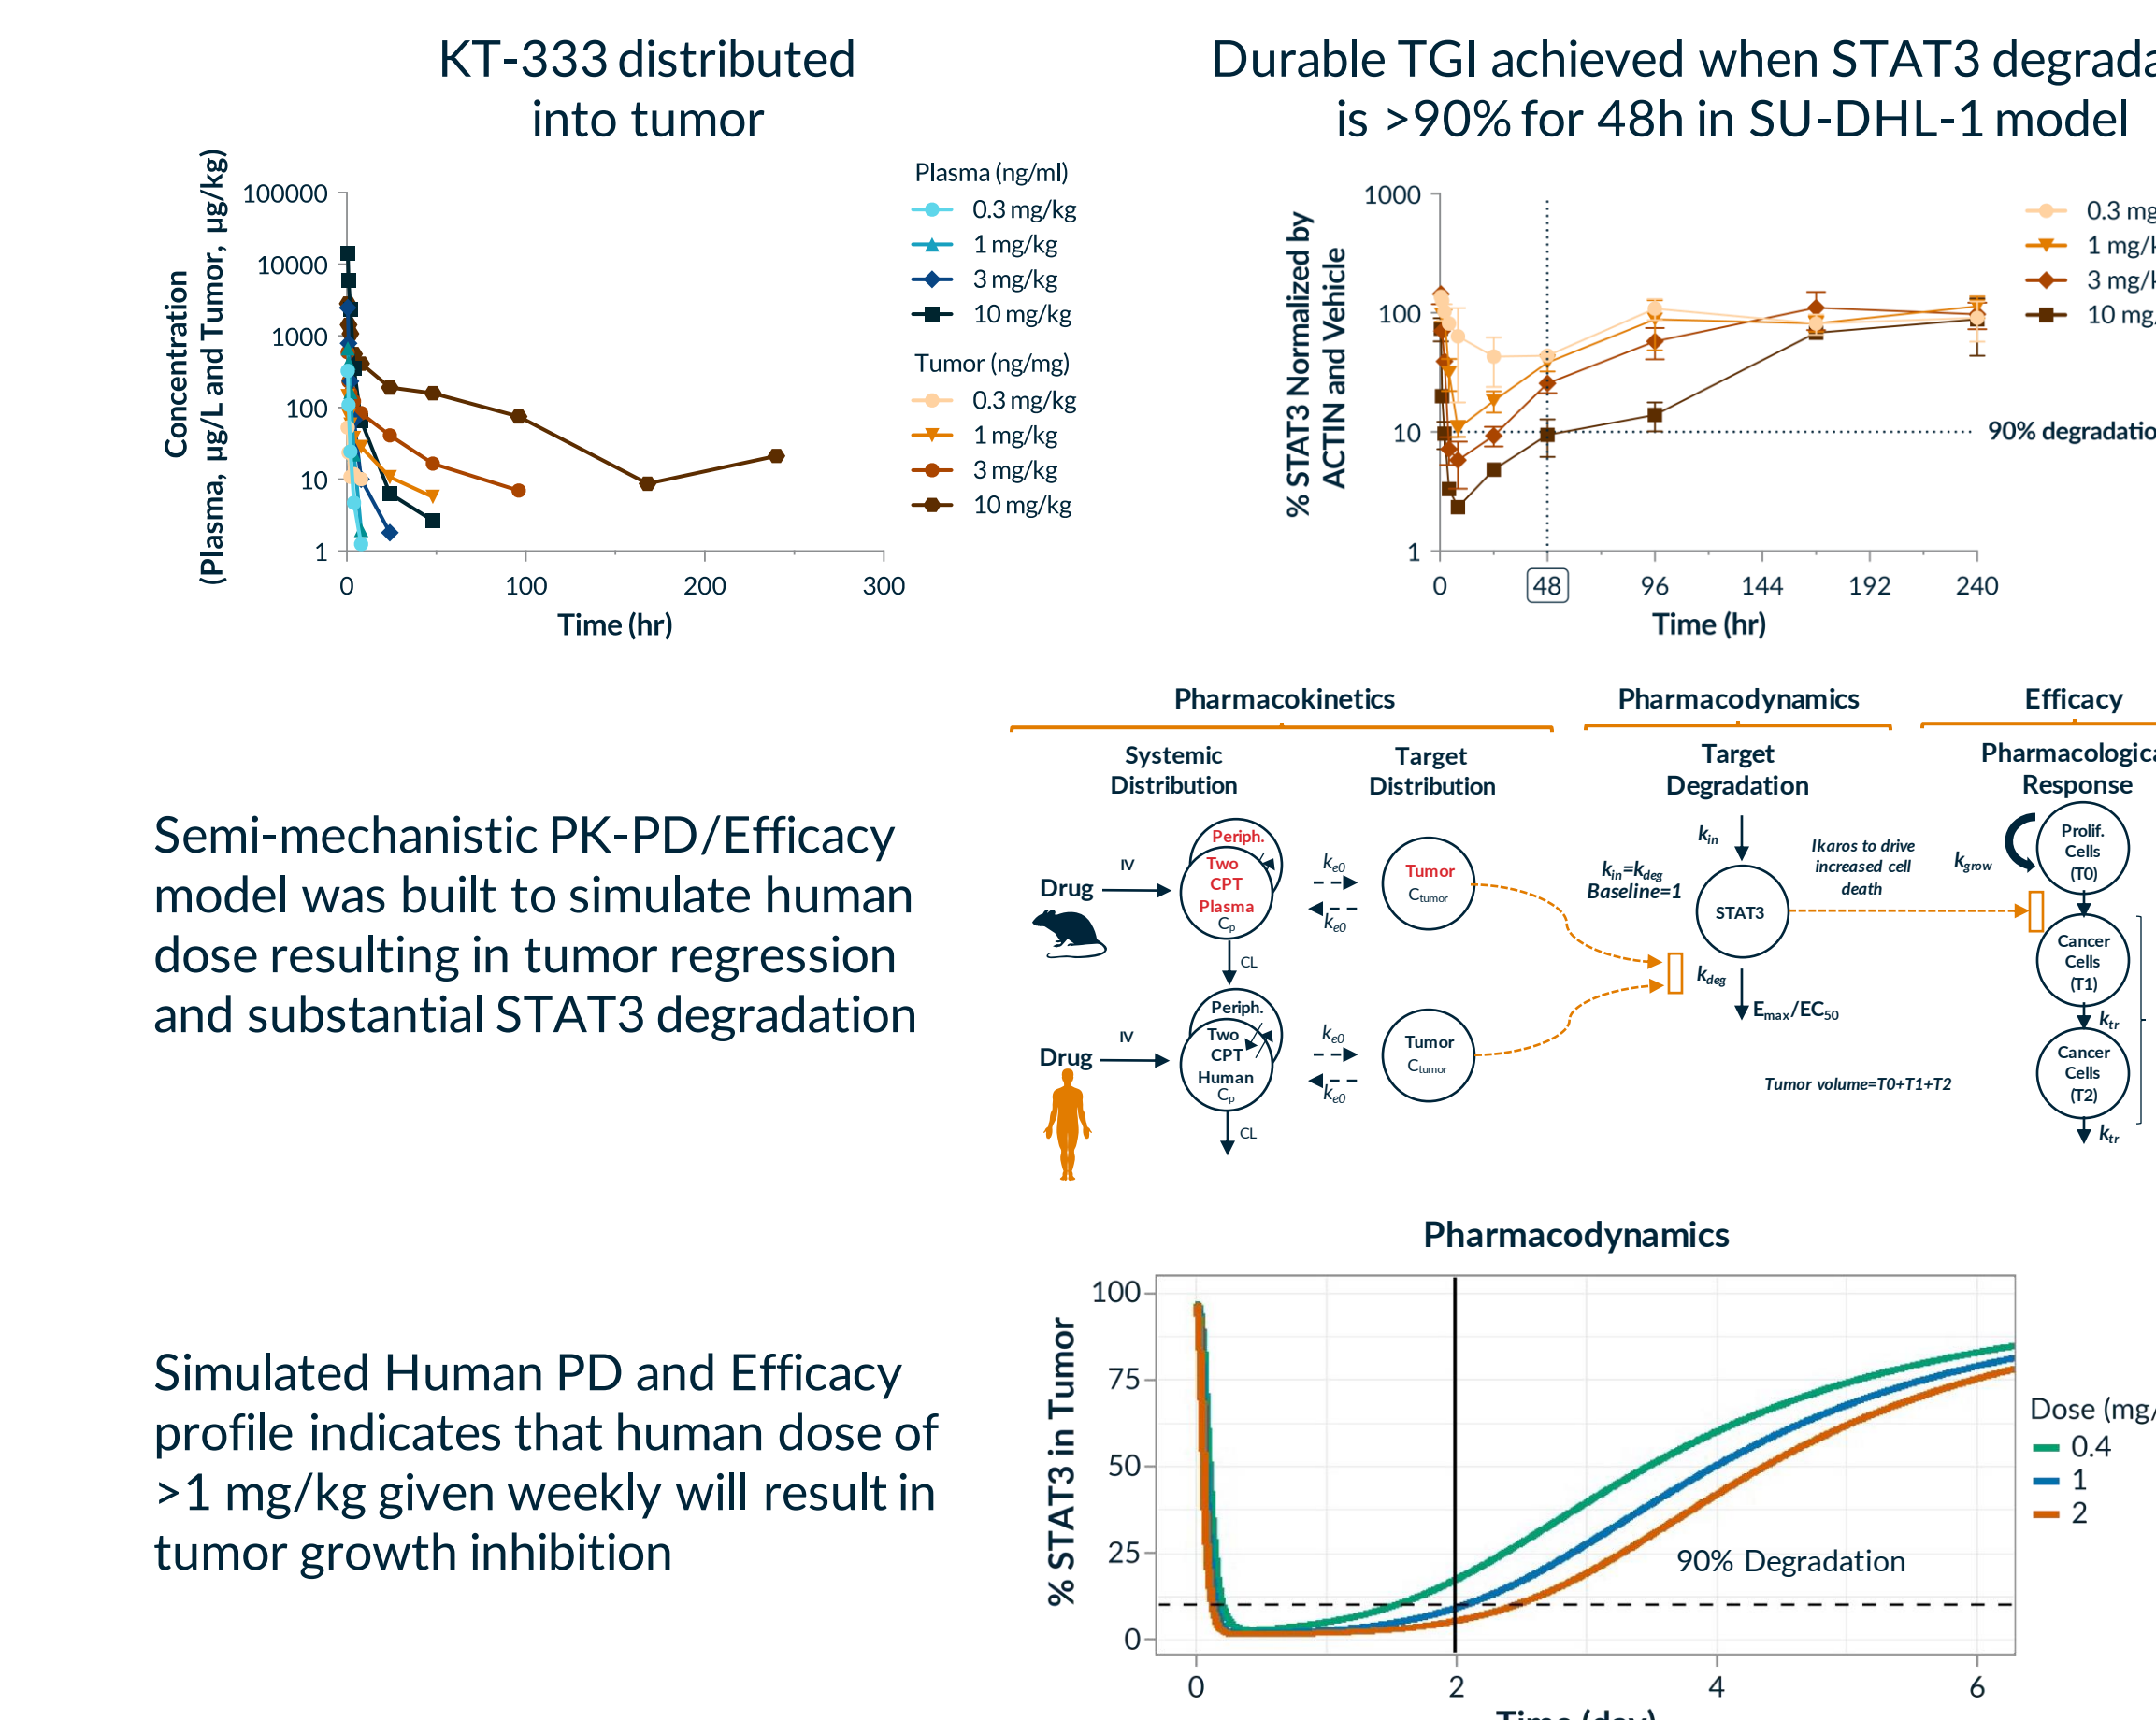 KT-333 distributed
into tumor
Concentration
(Plasma, µg/L and Tumor, µg/kg)
100000
10000
1000
100
10
1
0
100
200
300
Time (hr)
Plasma (ng/ml)
0.3 mg/kg
1 mg/kg
3 mg/kg
10 mg/kg
Tumor (ng/mg)
0.3 mg/kg
1 mg/kg
3 mg/kg
10 mg/kg
Durable TGI achieved when STAT3 degrada
is >90% for 48h in SU-DHL-1 model
% STAT3 Normalized by
ACTIN and Vehicle
1000
100
10
1
0
48
96
144
192
240
Time (hr)
0.3 mg
1 mg/k
3 mg/k
10 mg
90% degradatio
Semi-mechanistic PK-PD/Efficacy
model was built to simulate human
dose resulting in tumor regression
and substantial STAT3 degradation
Pharmacokinetics
Pharmacodynamics
Efficacy
Systemic
Distribution
Target
Distribution
Target
Degradation
Pharmacologica
Response
Drug
IV
Periph.
Two
CPT
Plasma
Cp
CL
ke0
ke0
Tumor
Ctumor
kin
kin=kdeg
Baseline=1
STAT3
kdeg
Emax/EC50
Ikaros to drive
increased cell
death
kgrow
Prolif.
Cells
(T0)
Cancer
Cells
(T1)
ktr
Cancer
Cells
(T2)
ktr
Drug
IV
Periph.
Two
CPT
Human
Cp
CL
ke0
ke0
Tumor
Ctumor
Tumor volume=T0+T1+T2
Simulated Human PD and Efficacy
profile indicates that human dose of
>1 mg/kg given weekly will result in
tumor growth inhibition
Pharmacodynamics
% STAT3 in Tumor
100
75
50
25
0
0
2
4
6
Time (day)
90% Degradation
Dose (mg/
0.4
1
2